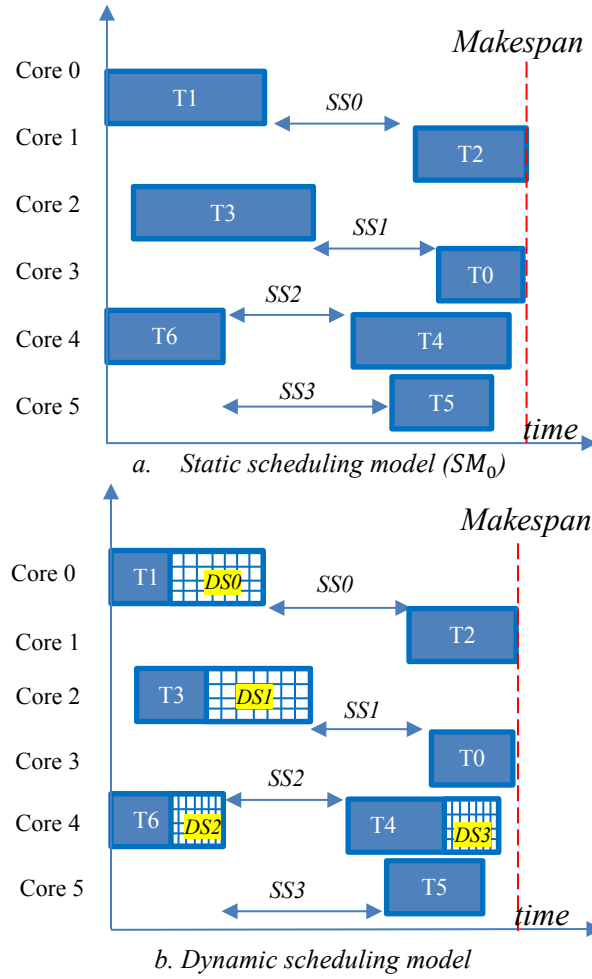 Makespan
Core 0
T1
SS0
Core 1
T2
Core 2
T3
SS1
Core 3
T0
SS2
Core 4
T6
T4
SS3
Core 5
T5
time
a. Static scheduling model (SM₀)
Makespan
Core 0
T1
DS0
SS0
Core 1
T2
Core 2
T3
DS1
SS1
Core 3
T0
SS2
Core 4
T6
DS2
T4
DS3
Core 5
T5
SS3
time
b. Dynamic scheduling model